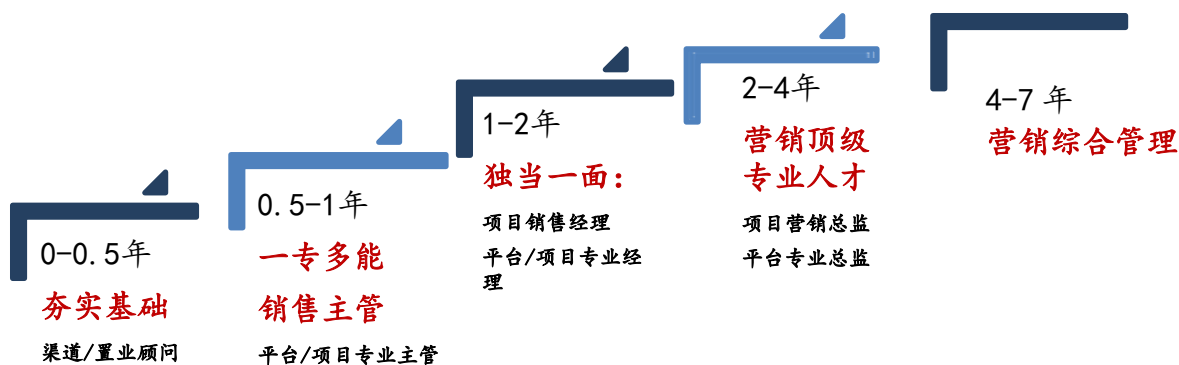 0-0.5年
夯实基础
渠道/置业顾问
0.5-1年
一专多能
销售主管
平台/项目专业主管
1-2年
独当一面：
项目销售经理
平台/项目专业经
理
2-4年
营销顶级
专业人才
项目营销总监
平台专业总监
4-7 年
营销综合管理